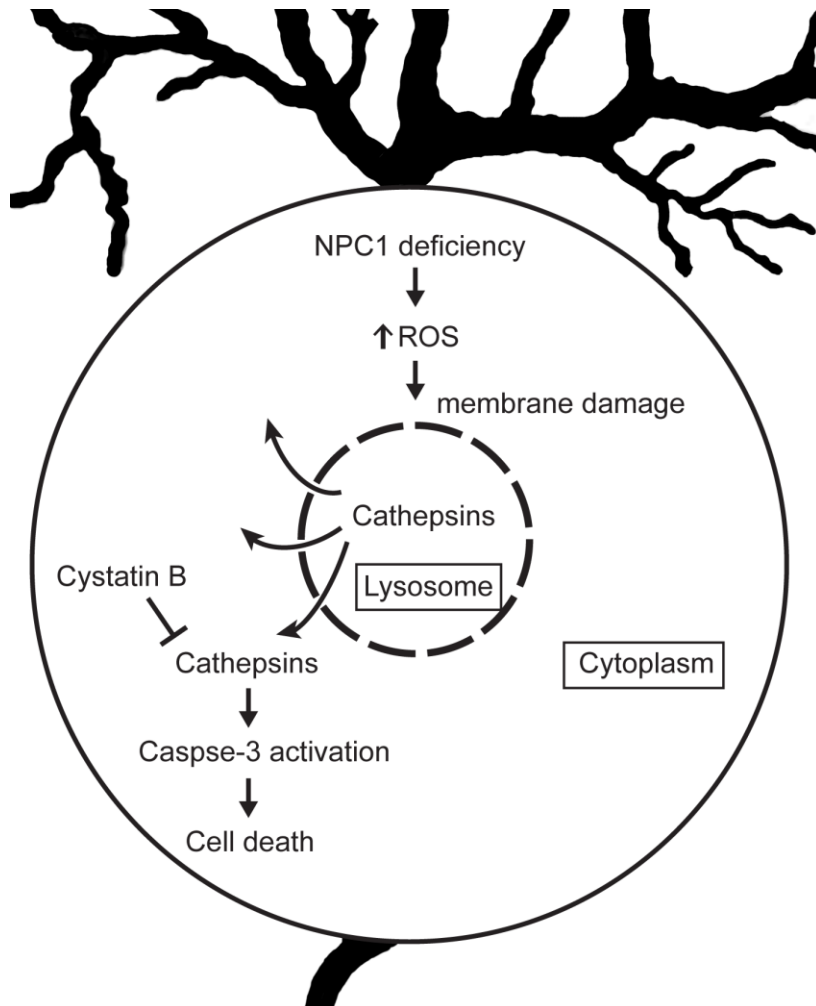 NPC1 deficiency
↑ROS
membrane damage
Cathepsins
Lysosome
Cystatin B
Cathepsins
Cytoplasm
Caspse-3 activation
Cell death